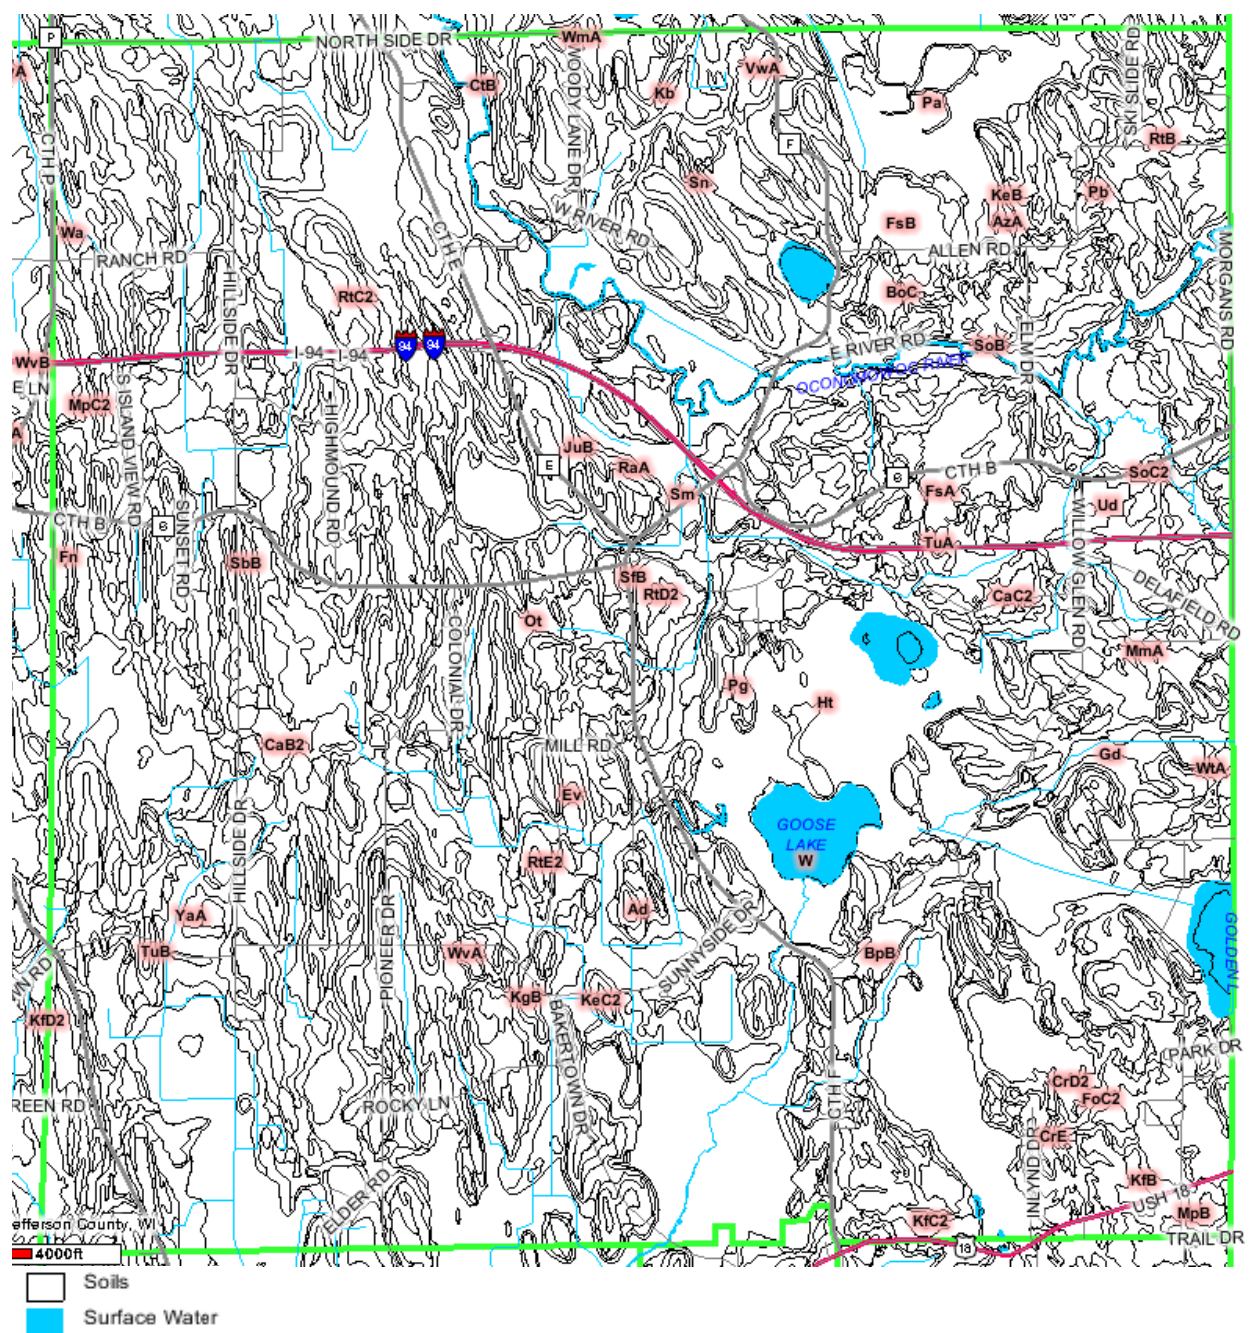 P
NORTH SIDE DR
WmA
WOODY LANE DR
CtB
Kb
VwA
Pa
SKI SLIDE RD
RtB
F
CTH P
Sn
KeB
Pb
AzA
FsB
Wa
RANCH RD
W RIVER RD
CTH E
ALLEN RD
MORGANS RD
HILLSIDE DR
RtC2
BoC
94
94
I-94
I-94
E RIVER RD
SoB
ELM DR
OCONOMOWOC RIVER
WvB
E LN
MpC2
S ISLAND VIEW RD
HIGHMOUND RD
JuB
RaA
E
Sm
CTH B
SoC2
FsA
Ud
CTH B
SUNSET RD
TuA
WILLOW GLEN RD
Fn
SbB
SfB
RtD2
CaC2
DELAFIELD RD
Ot
COLONIAL DR
MmA
Pg
Ht
CaB2
MILL RD
Gd
WtA
Ev
HILLSIDE DR
GOOSE
LAKE
W
RtE2
YaA
Ad
SUNNYSIDE DR
TuB
PIONEER DR
WvA
BpB
GOLDEN L
KgB
KeC2
BAKERTOWN DR
KfD2
PARK DR
CrD2
FoC2
REEN RD
ROCKY LN
CTH F
CrE
KfB
ELDER RD
USH 18
MpB
KfC2
18
TRAIL DR
efferson County, WI
4000ft
Soils
Surface Water